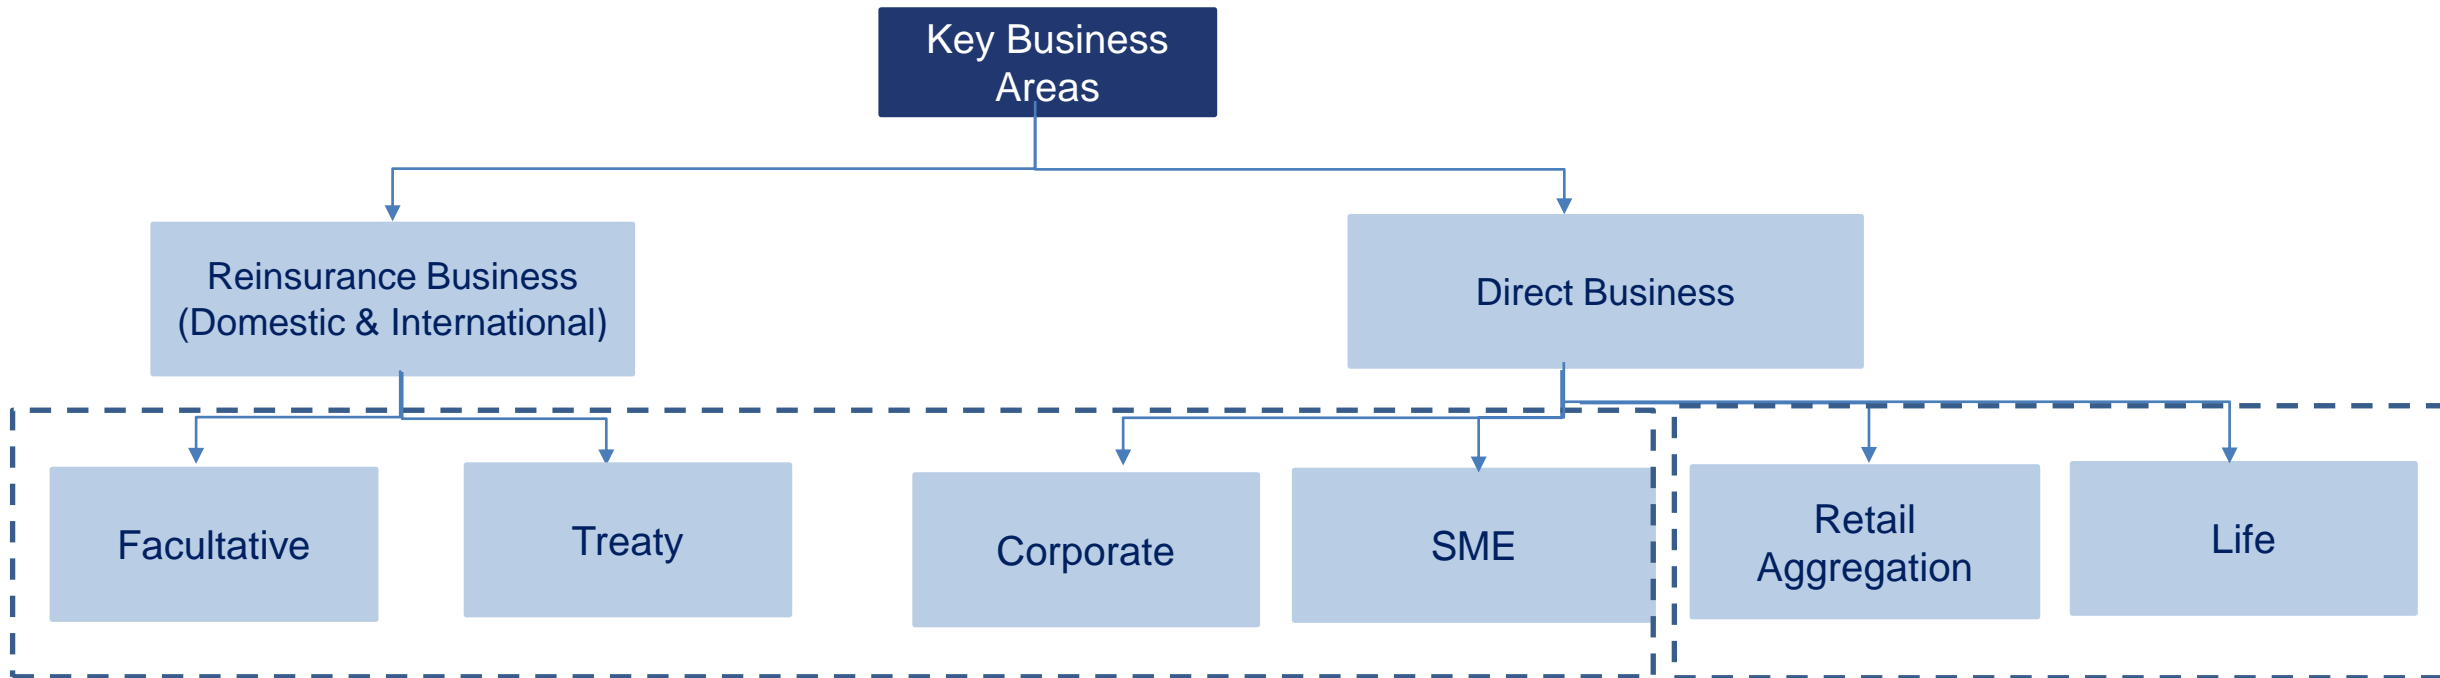 Key Business
Areas
Reinsurance Business
(Domestic & International)
Direct Business
Facultative
Treaty
Corporate
SME
Retail
Aggregation
Life